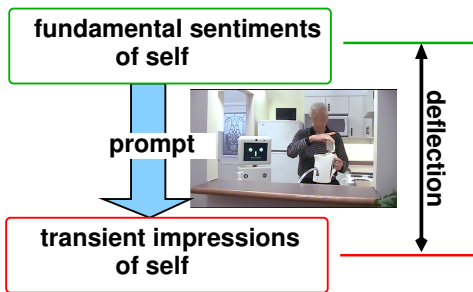 fundamental sentiments
of self
prompt
deflection
transient impressions
of self